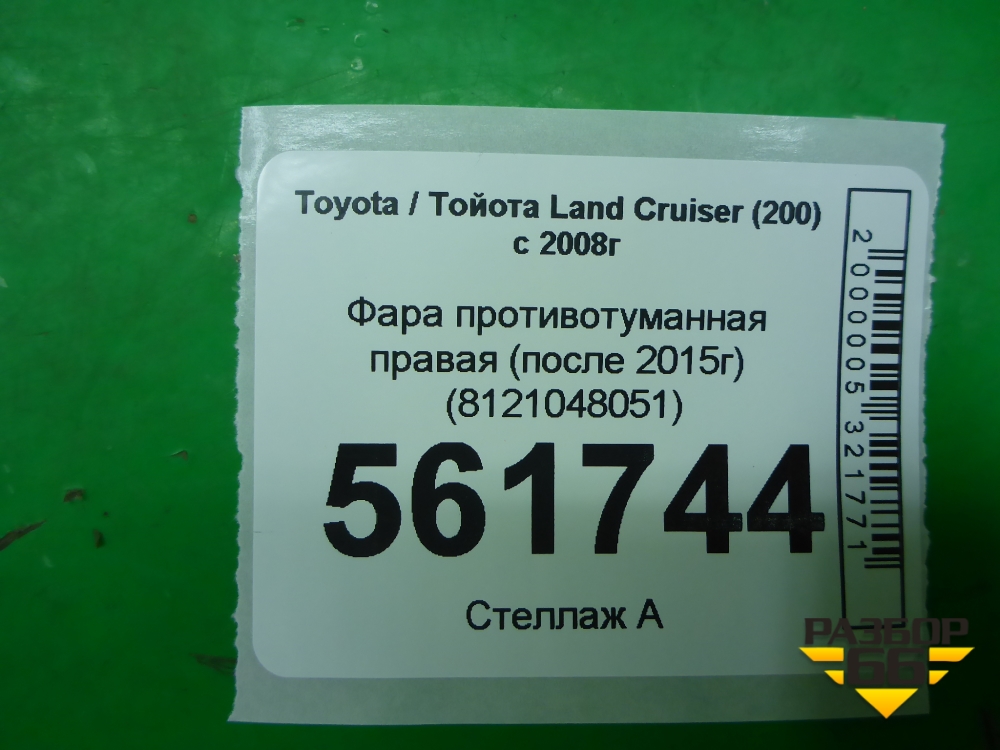 Toyota / Тойота Land Cruiser (200)
с 2008г
Фара противотуманная
правая (после 2015г)
(8121048051)
561744
Стеллаж А
2000005321771
РАЗБОР
66